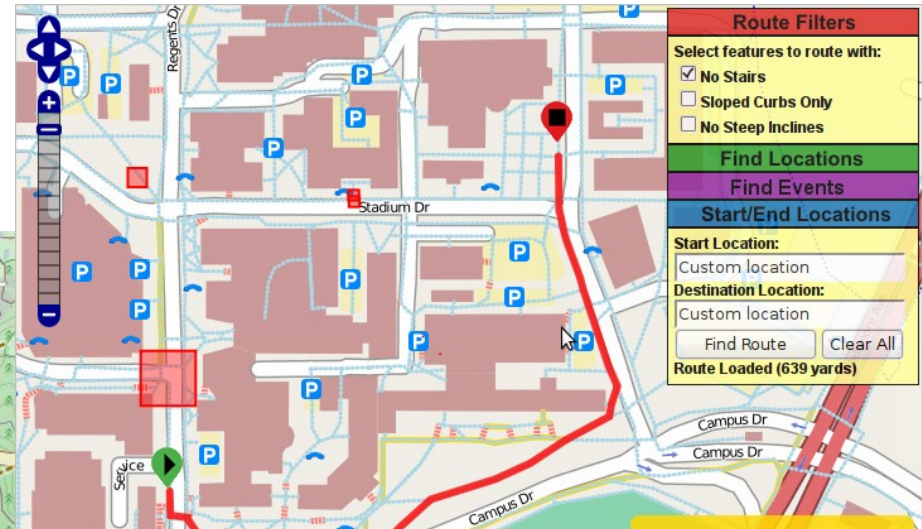 Regents Dr
P
P
P
P
P
P
P
Stadium Dr
P
P
P
P
P
P
P
P
P
P
P
Service
Campus Dr
Campus Dr
Campus Dr
Route Filters
Select features to route with:
No Stairs
Sloped Curbs Only
No Steep Inclines
Find Locations
Find Events
Start/End Locations
Start Location:
Custom location
Destination Location:
Custom location
Find Route
Clear All
Route Loaded (639 yards)